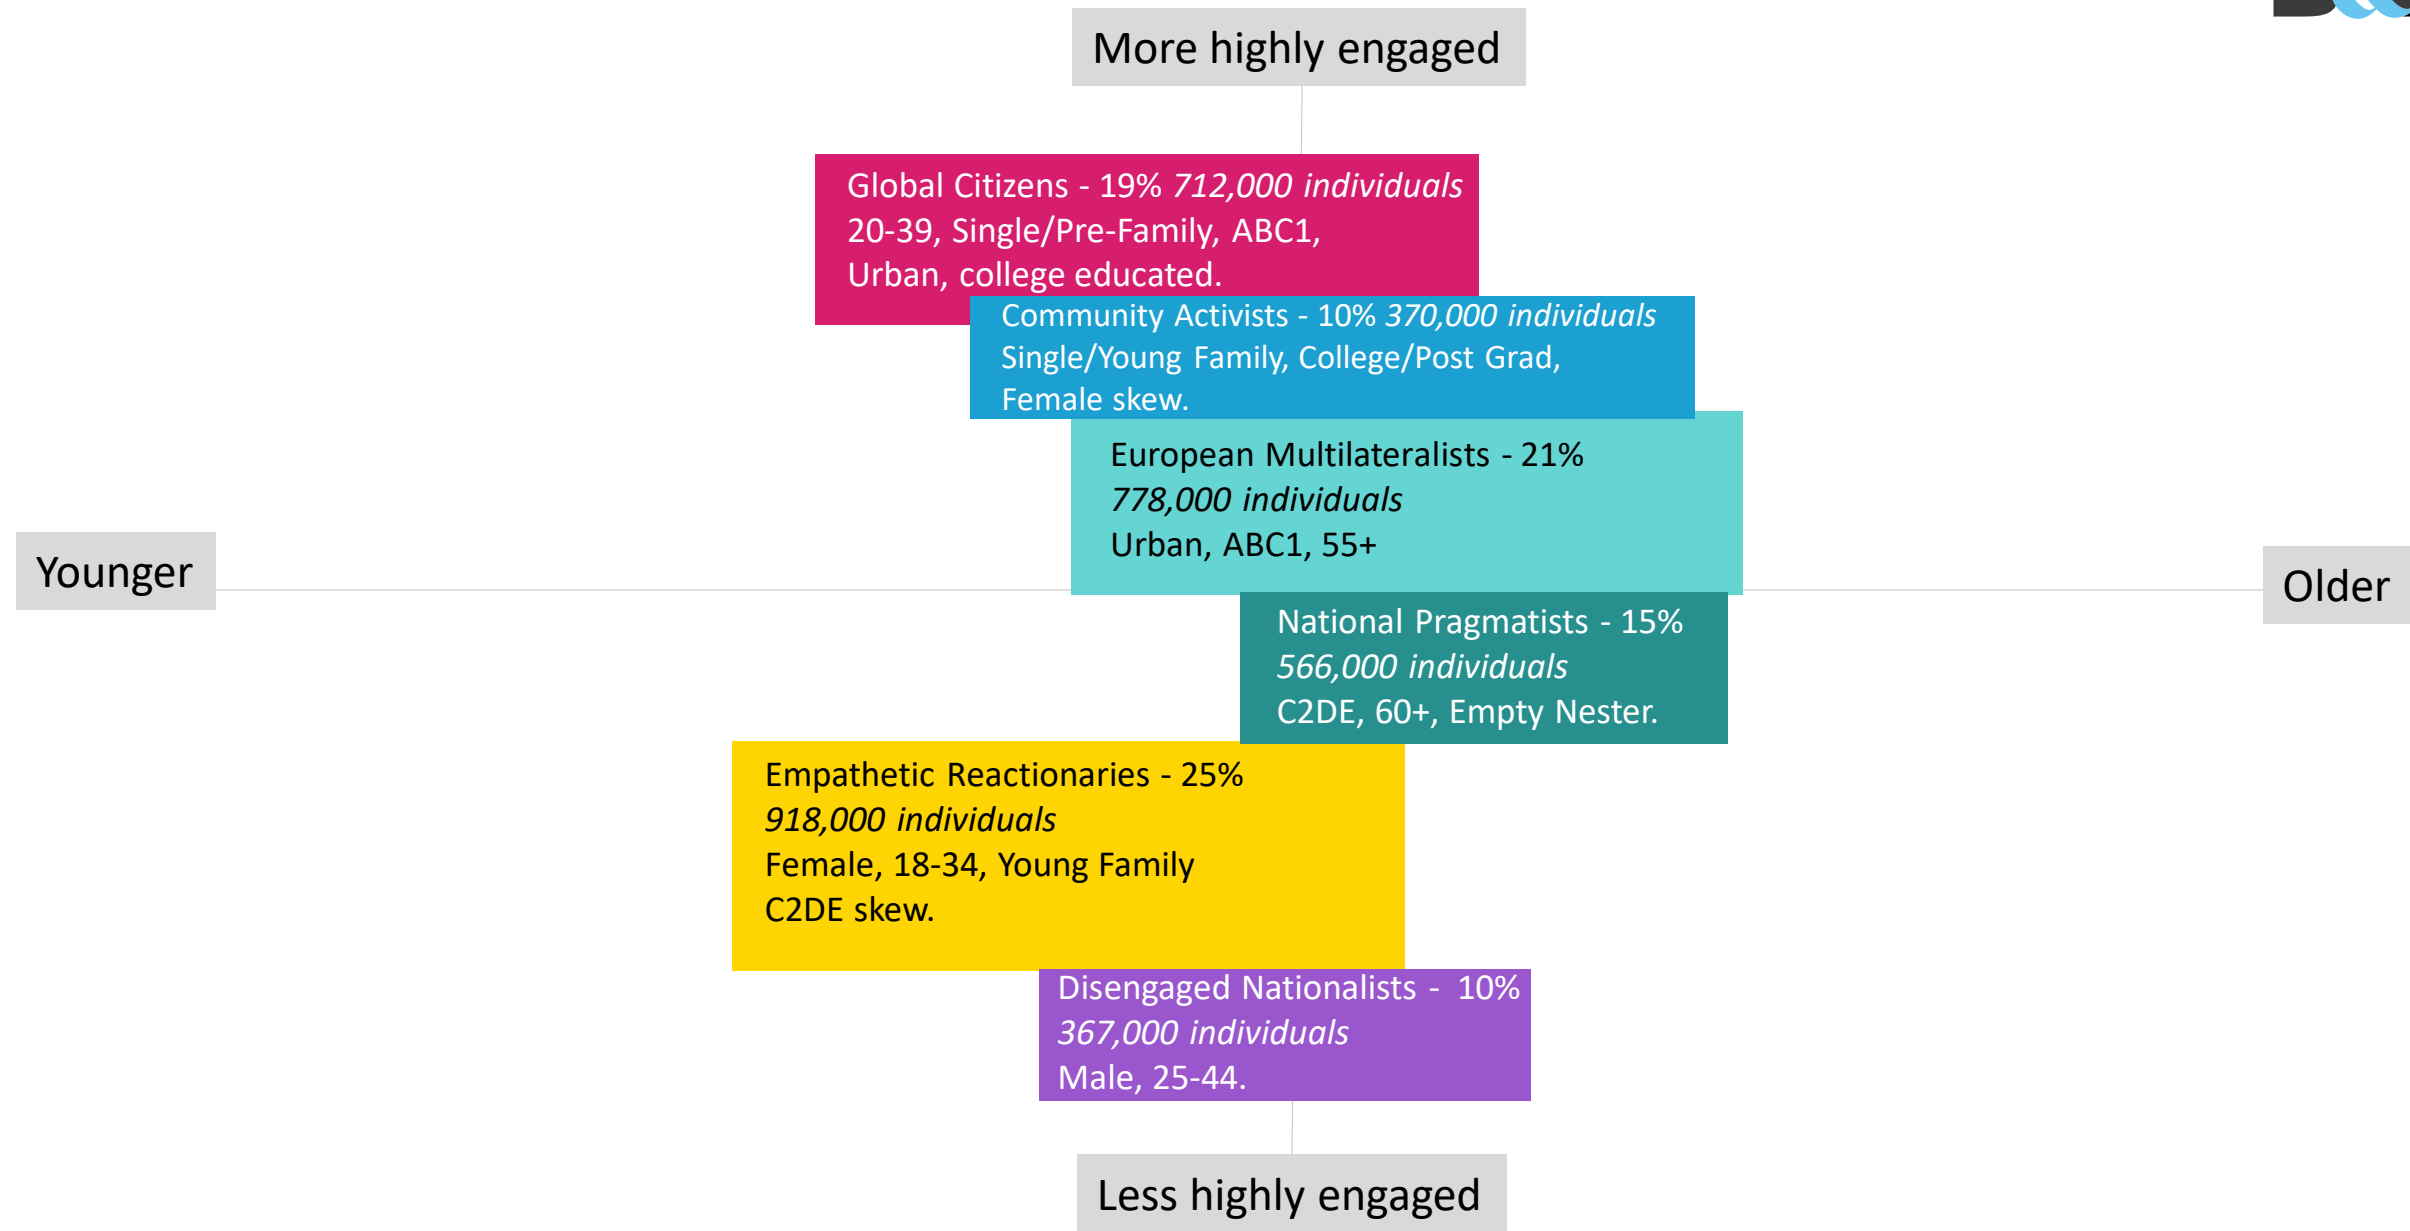 More highly engaged
Global Citizens - 19% 712,000 individuals
20-39, Single/Pre-Family, ABC1,
Urban, college educated.
Community Activists - 10% 370,000 individuals
Single/Young Family, College/Post Grad,
Female skew.
European Multilateralists - 21%
778,000 individuals
Urban, ABC1, 55+
Younger
Older
National Pragmatists - 15%
566,000 individuals
C2DE, 60+, Empty Nester.
Empathetic Reactionaries - 25%
918,000 individuals
Female, 18-34, Young Family
C2DE skew.
Disengaged Nationalists - 10%
367,000 individuals
Male, 25-44.
Less highly engaged